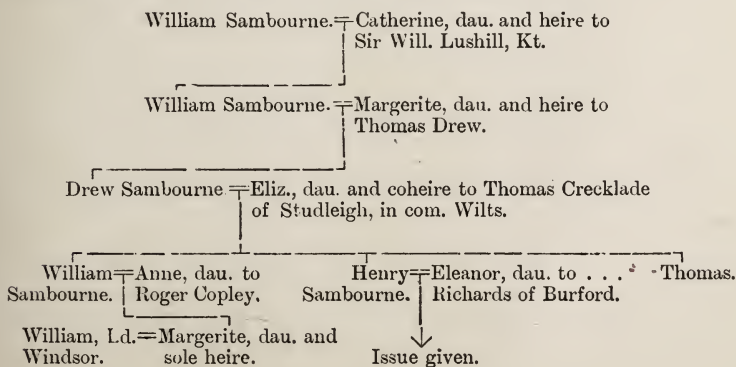 William Sambourne.=Catherine, dau. and heire to
Sir Will. Lushill, Kt.
William Sambourne.=Margerite, dau. and heire to
Thomas Drew.
Drew Sambourne=Eliz., dau. and coheire to Thomas Crecklade
of Studleigh, in com. Wilts.
William=Anne, dau. to Henry=Eleanor, dau. to . . . Thomas.
Sambourne. Roger Copley. Sambourne. Richards of Burford.
William, Ld.=Margerite, dau. and
Windsor. sole heire. Issue given.